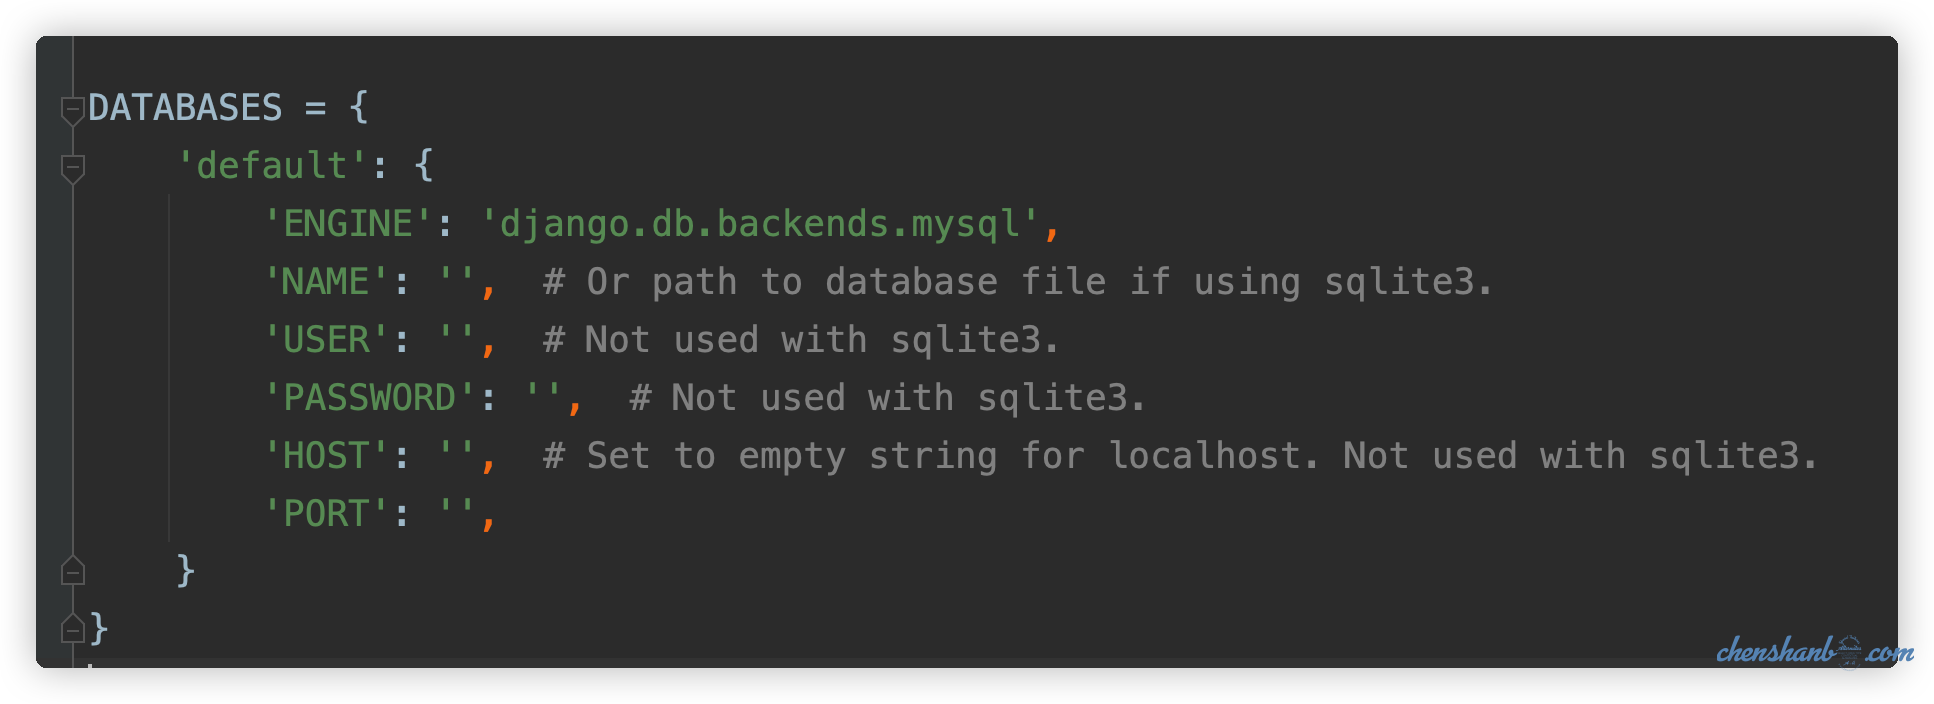 DATABASES = {
    'default': {
        'ENGINE': 'django.db.backends.mysql',
        'NAME': '',  # Or path to database file if using sqlite3.
        'USER': '',  # Not used with sqlite3.
        'PASSWORD': '',  # Not used with sqlite3.
        'HOST': '',  # Set to empty string for localhost. Not used with sqlite3.
        'PORT': '',
    }
}
chenshanb .com